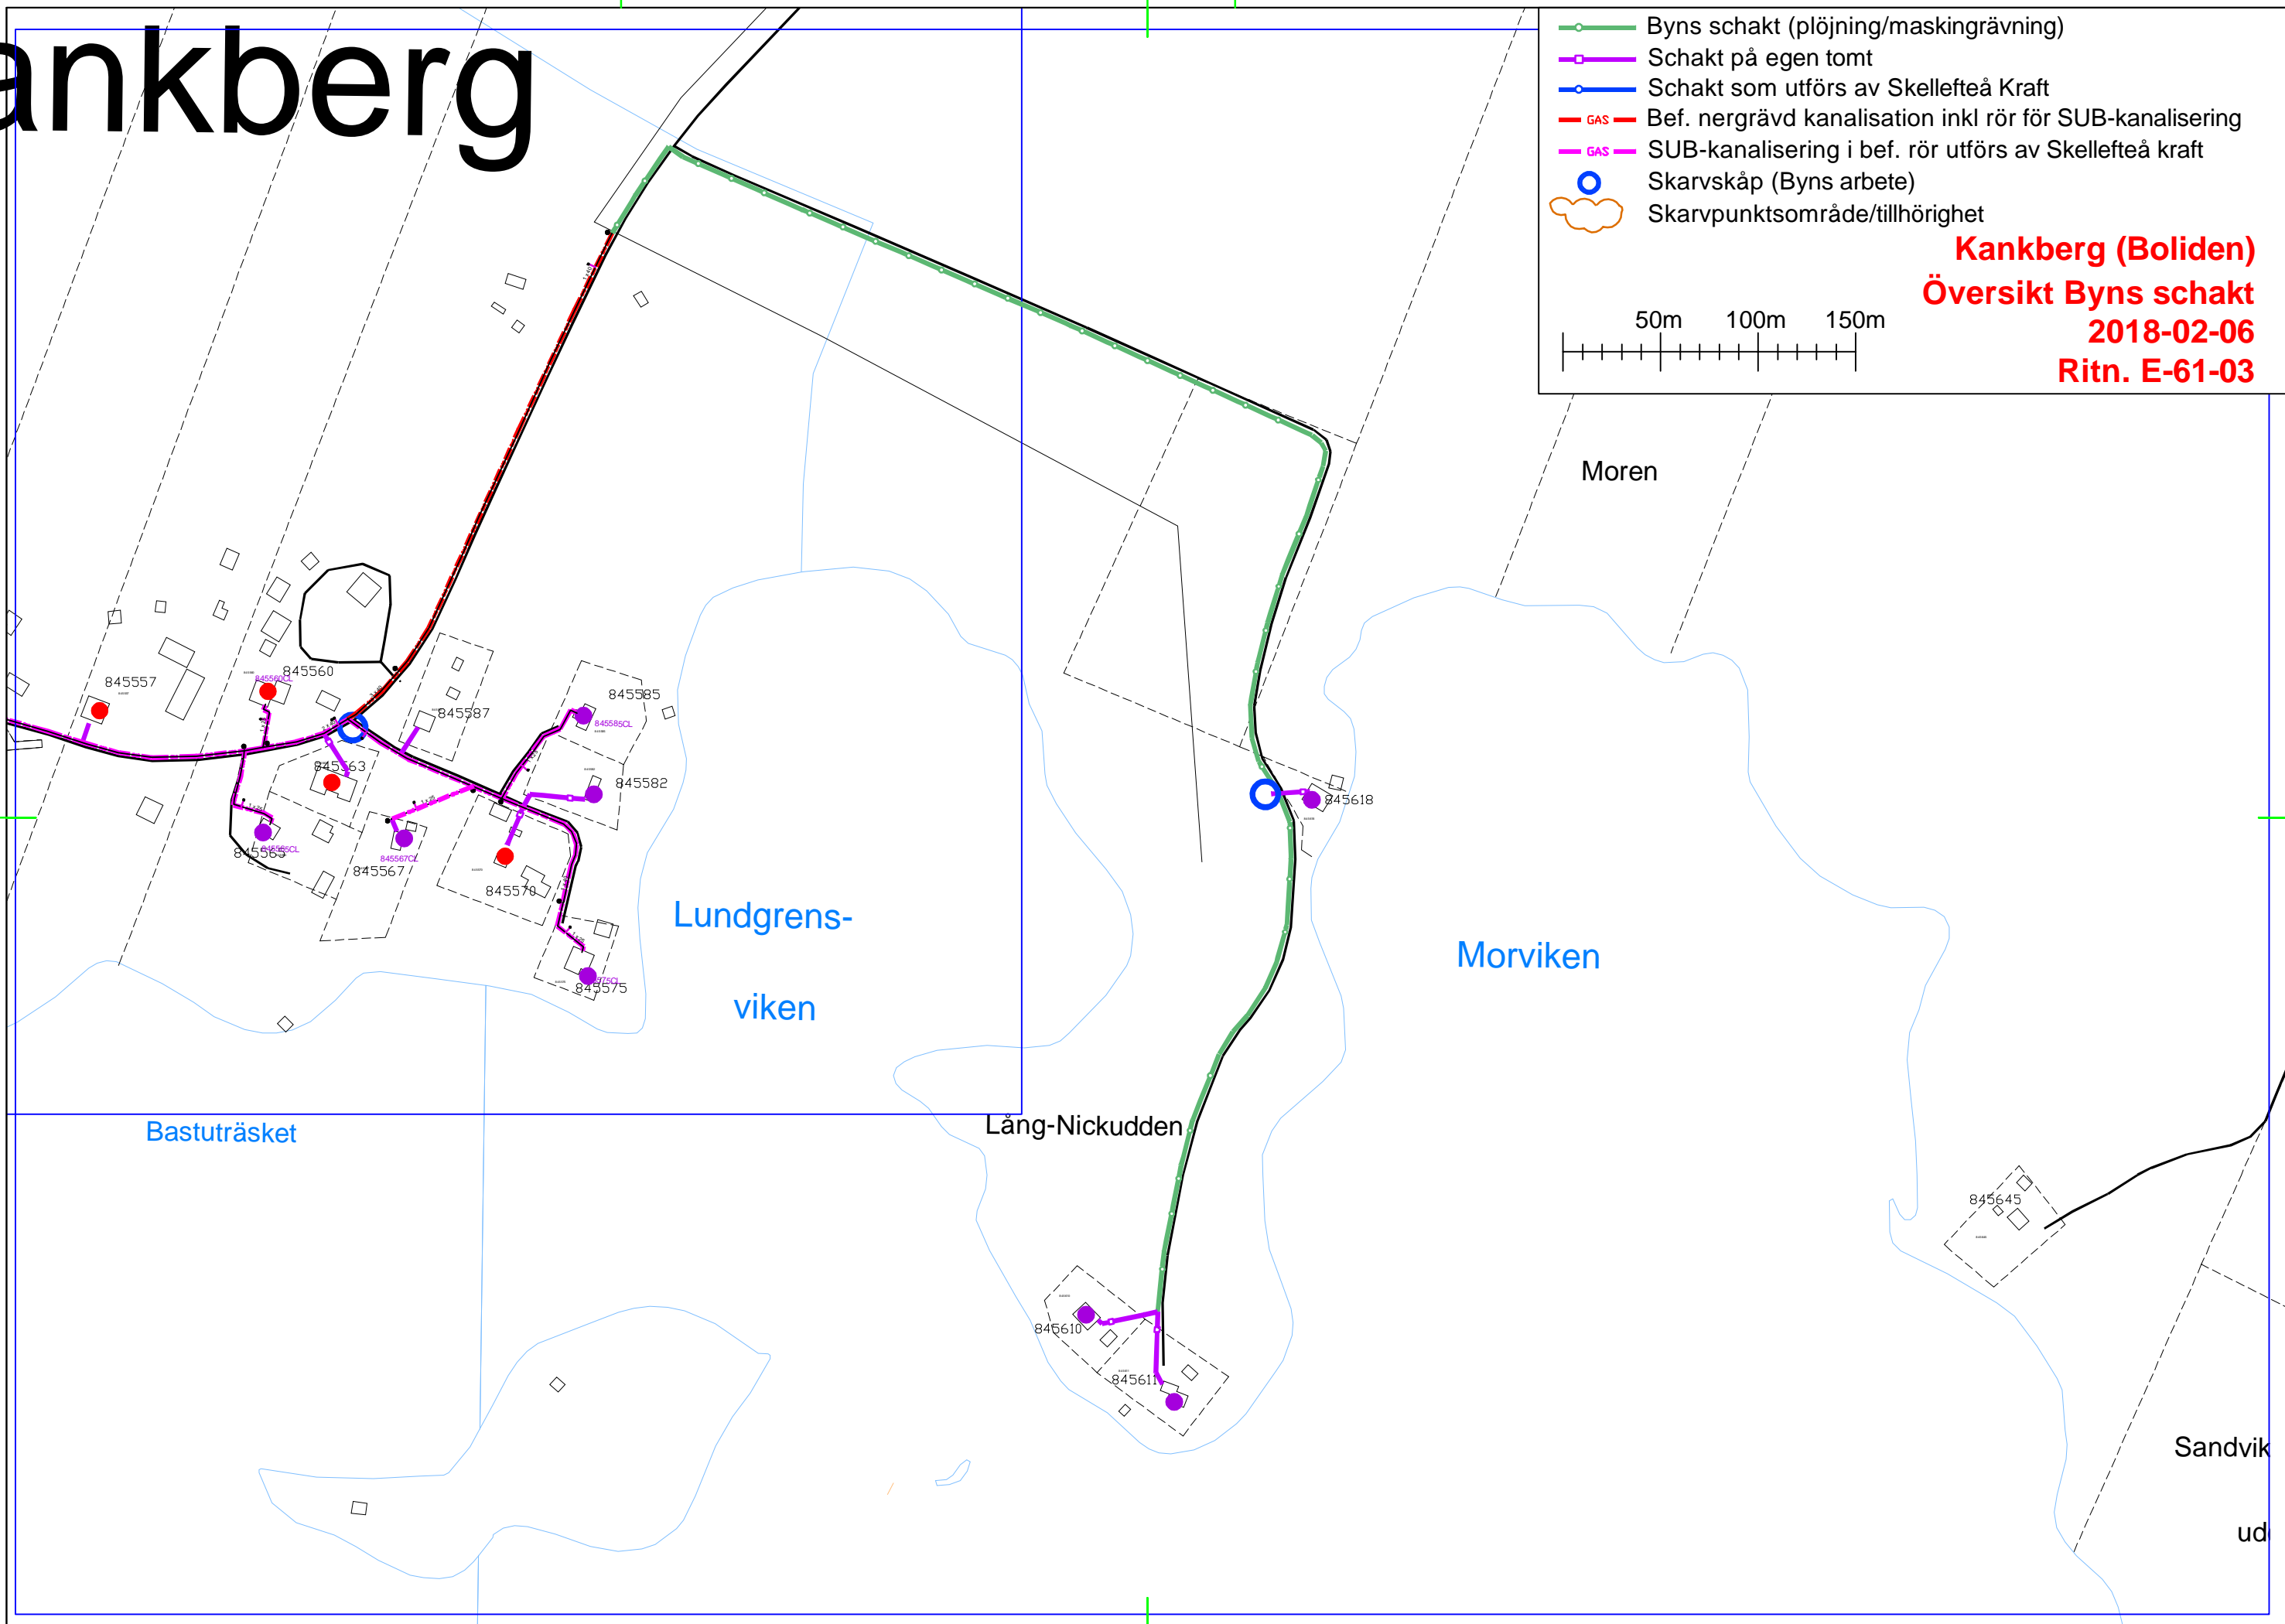 ankberg
Byns schakt (plöjning/maskingrävning)
Schakt på egen tomt
Schakt som utförs av Skellefteå Kraft
GAS Bef. nergrävd kanalisation inkl rör för SUB-kanalisering
GAS SUB-kanalisering i bef. rör utförs av Skellefteå kraft
Skarvskåp (Byns arbete)
Skarvpunktsområde/tillhörighet
Kankberg (Boliden)
Översikt Byns schakt
2018-02-06
Ritn. E-61-03
50m 100m 150m
Moren
845557
845560
845560CL
845587
845585
845585CL
845563
845582
845618
845565
845567CL
845567
845570
845575
Lundgrens-
viken
Morviken
Bastuträsket
Lång-Nickudden
845645
845610
845611
Sandvik